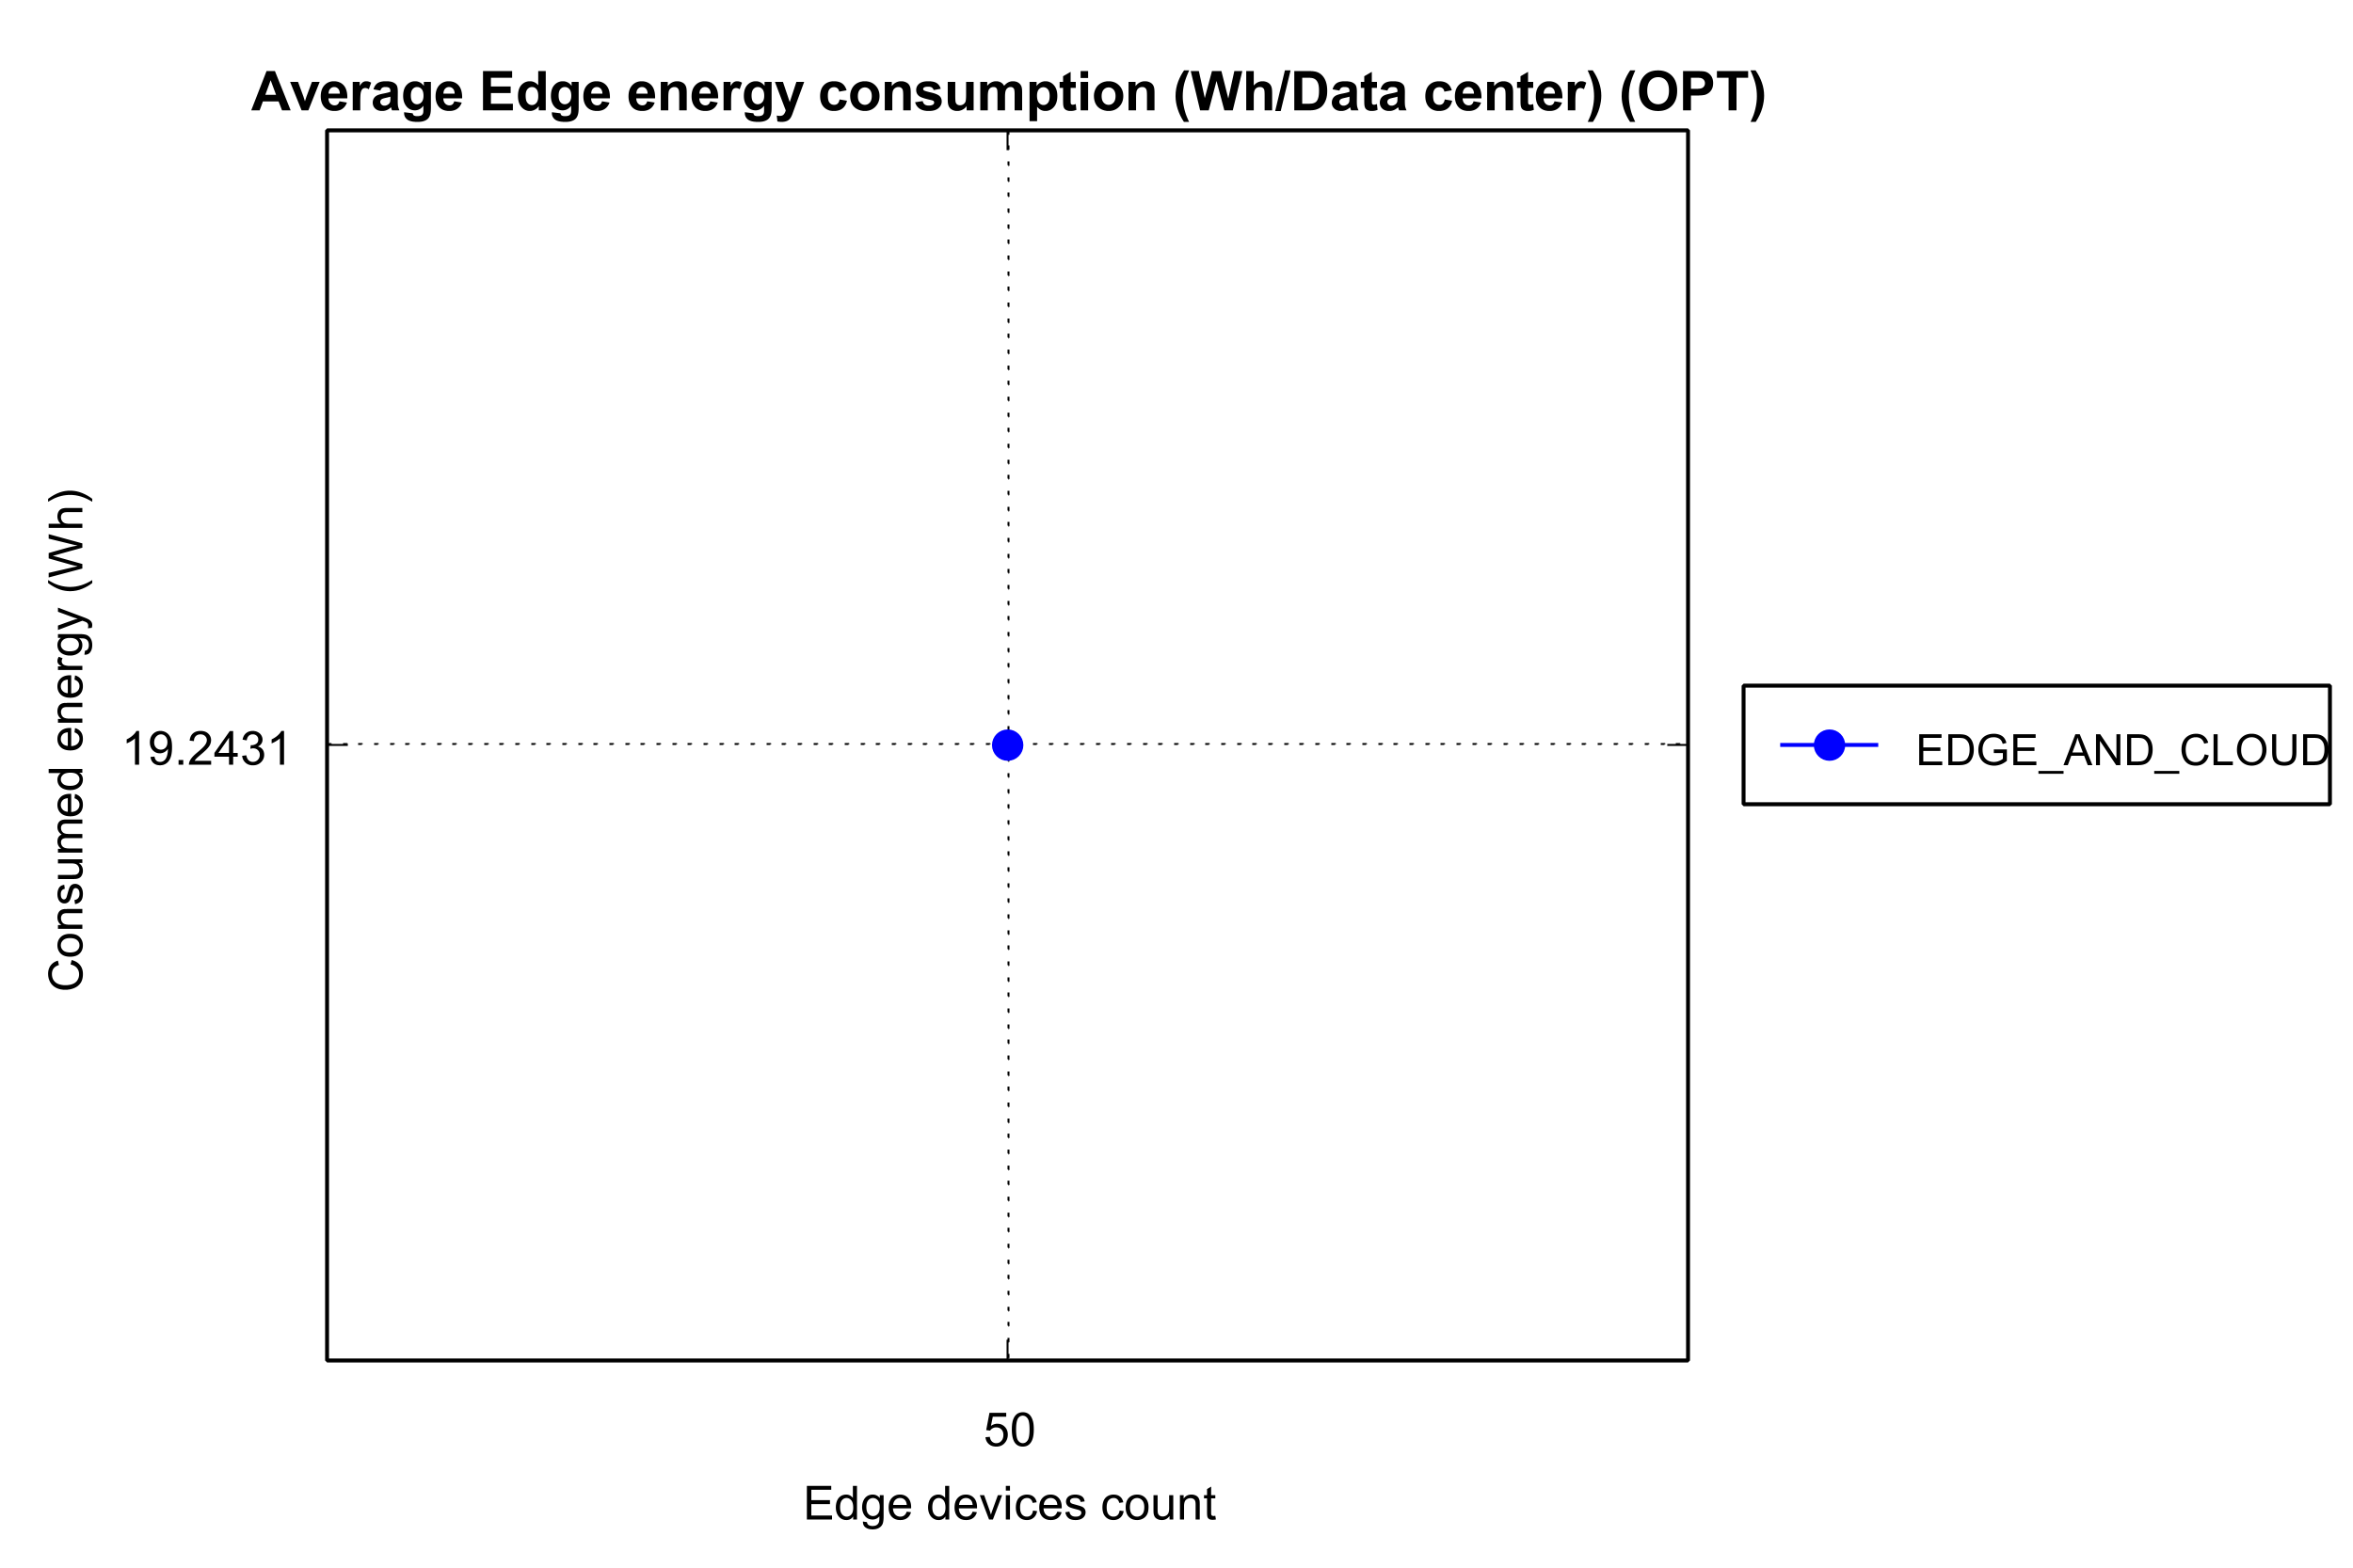 Average Edge energy consumption (Wh/Data center) (OPT)
Consumed energy (Wh)
19.2431
EDGE_AND_CLOUD
50
Edge devices count